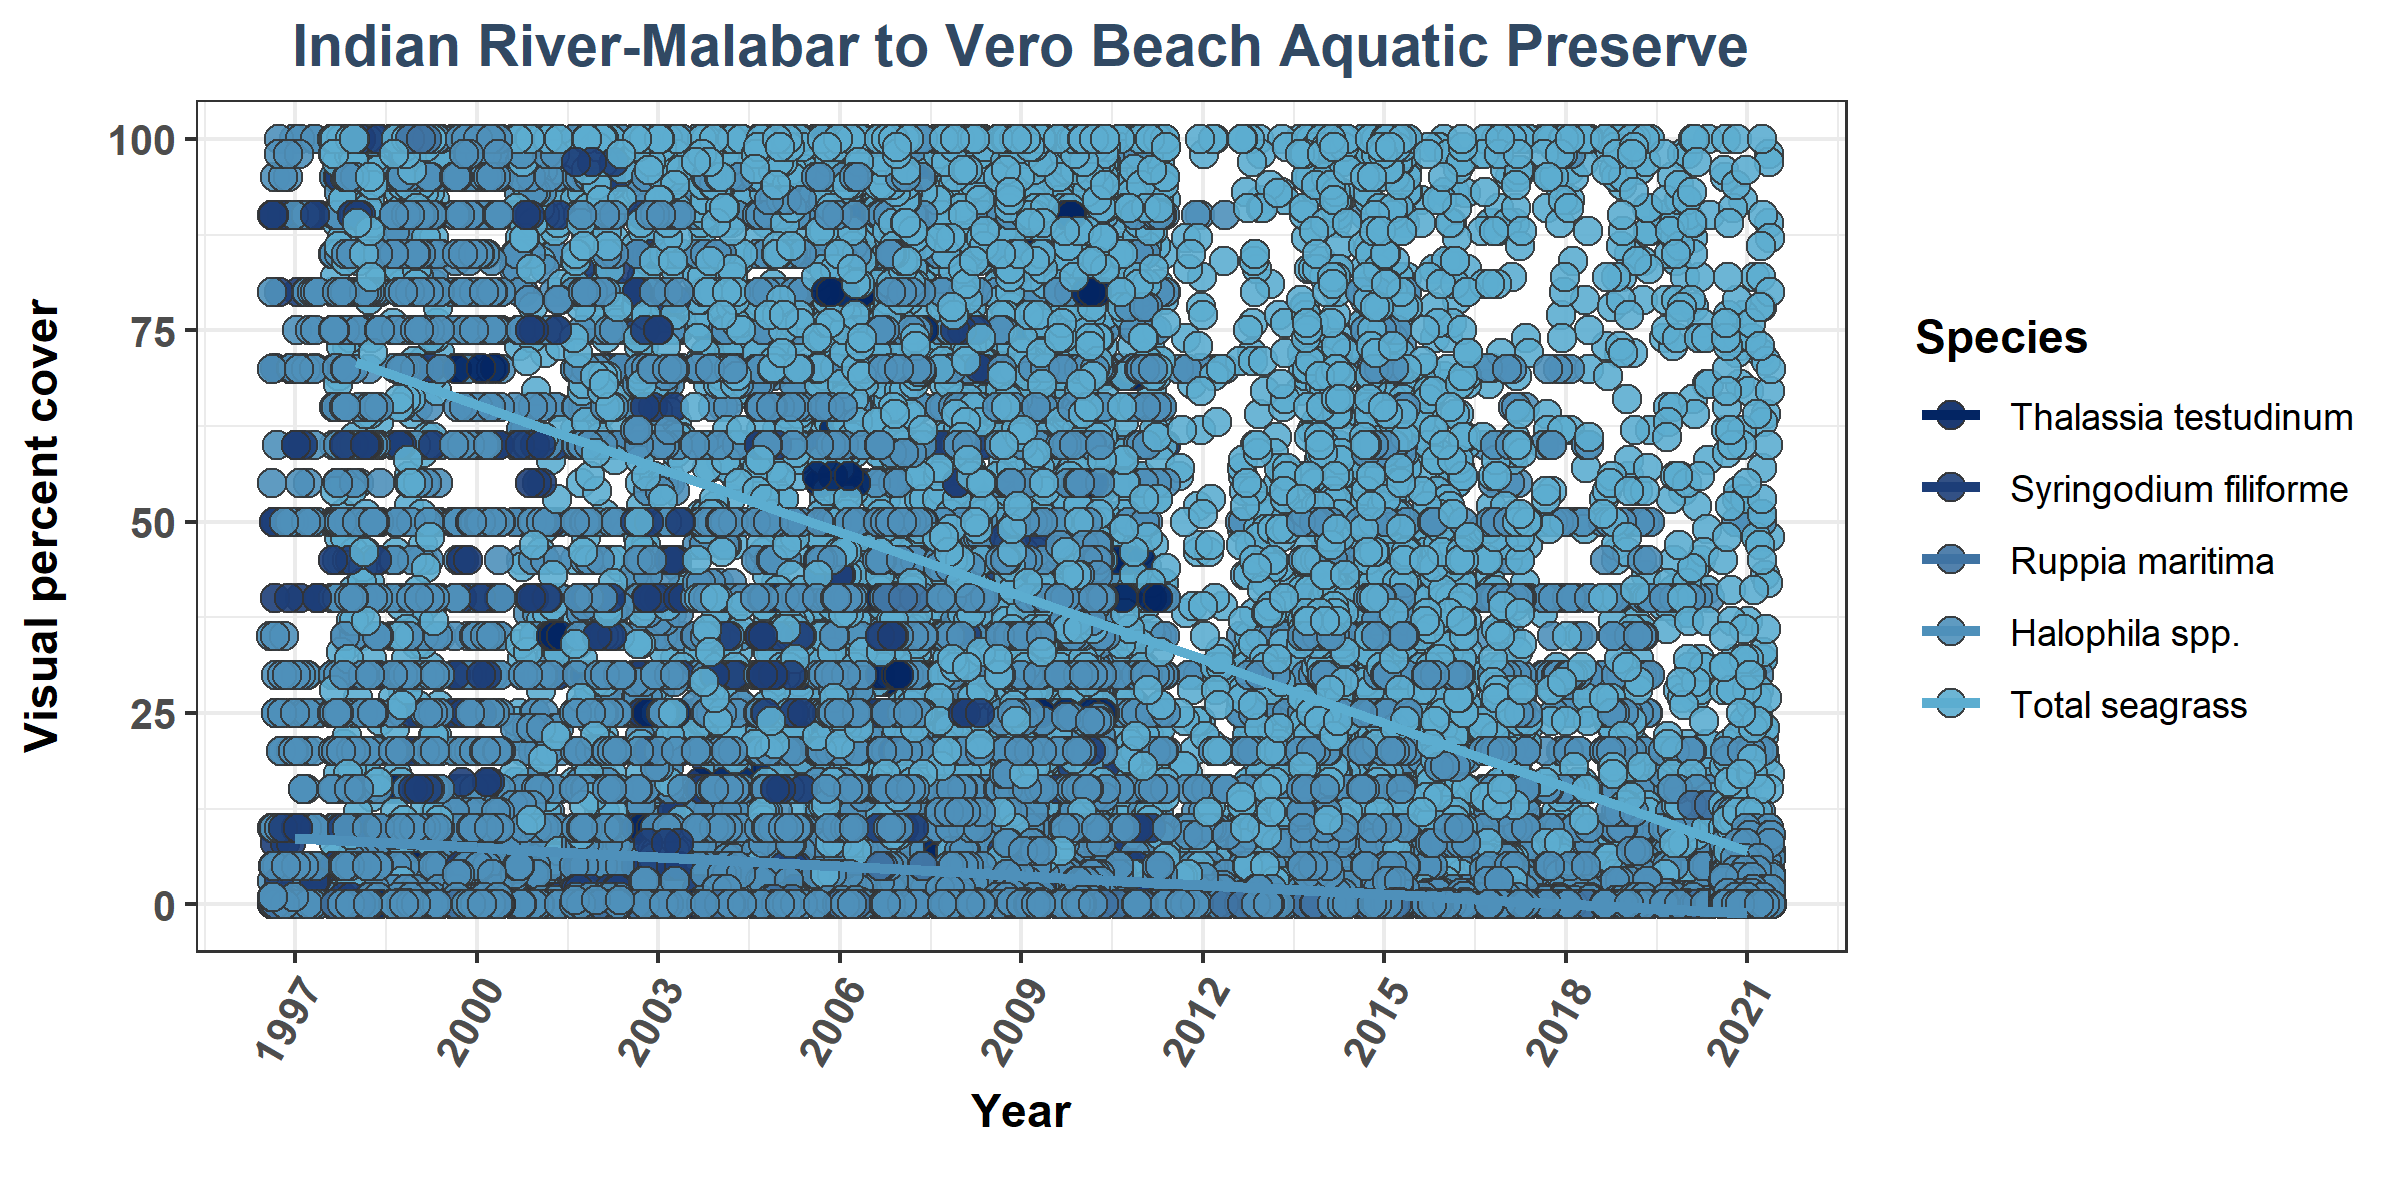 Indian River-Malabar to Vero Beach Aquatic Preserve
Visual percent cover
100
75
50
25
0
1997
2000
2003
2006
2009
2012
2015
2018
2021
Year
Species
Thalassia testudinum
Syringodium filiforme
Ruppia maritima
Halophila spp.
Total seagrass